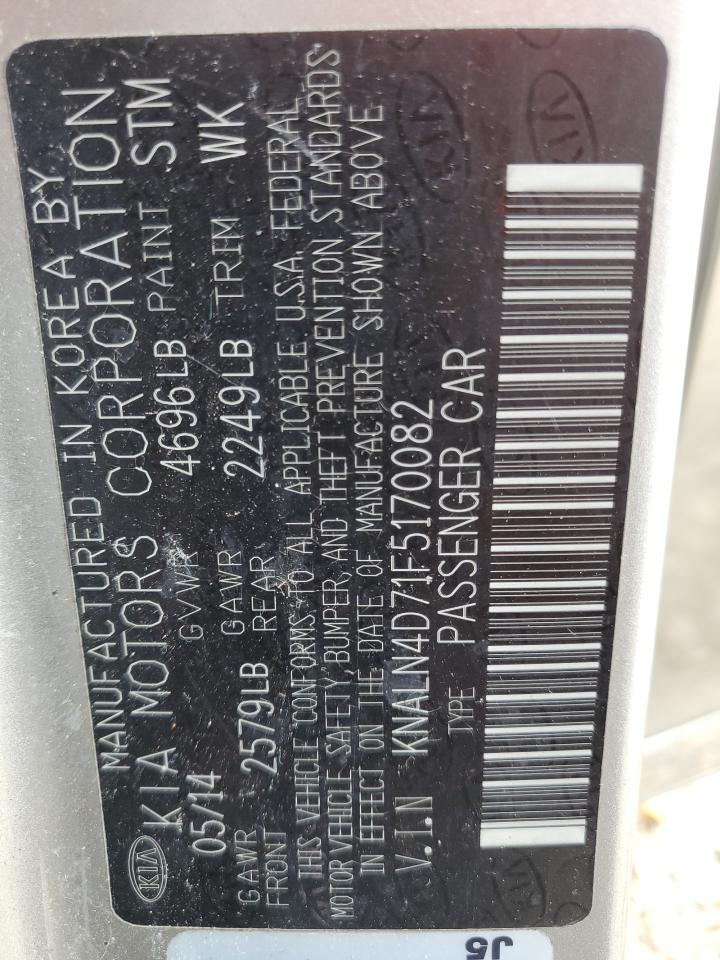 MANUFACTURED IN KOREA BY
KIA KIA MOTORS CORPORATION
05/14 GVWR 4696LB PAINT STM
GAWR FRONT 2579LB GAWR REAR 2249LB TRIM WK
THIS VEHICLE CONFORMS TO ALL APPLICABLE U.S.A. FEDERAL
MOTOR VEHICLE SAFETY, BUMPER, AND THEFT PREVENTION STANDARDS
IN EFFECT ON THE DATE OF MANUFACTURE SHOWN ABOVE
V.I.N KNALN4D71F5170082
TYPE PASSENGER CAR
J5